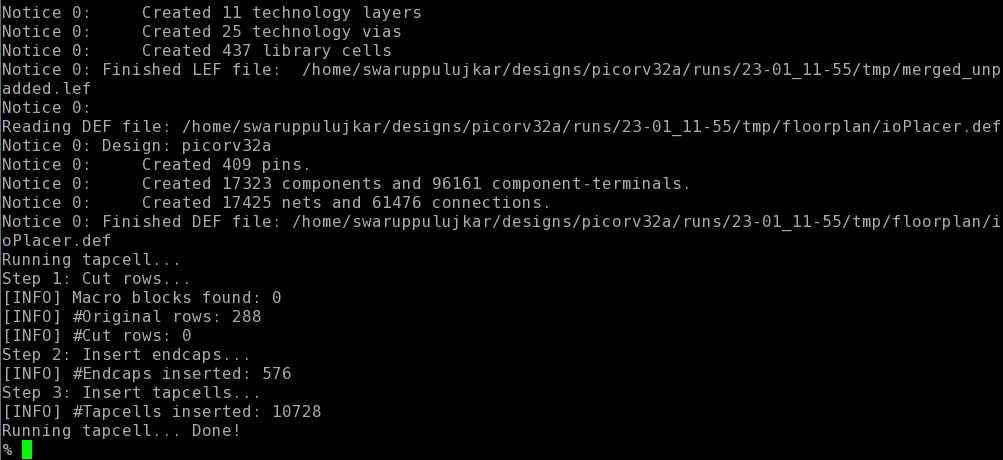 Notice 0:     Created 11 technology layers
Notice 0:     Created 25 technology vias
Notice 0:     Created 437 library cells
Notice 0: Finished LEF file:  /home/swaruppulujkar/designs/picorv32a/runs/23-01_11-55/tmp/merged_unp
added.lef
Notice 0:
Reading DEF file: /home/swaruppulujkar/designs/picorv32a/runs/23-01_11-55/tmp/floorplan/ioPlacer.def
Notice 0: Design: picorv32a
Notice 0:     Created 409 pins.
Notice 0:     Created 17323 components and 96161 component-terminals.
Notice 0:     Created 17425 nets and 61476 connections.
Notice 0: Finished DEF file: /home/swaruppulujkar/designs/picorv32a/runs/23-01_11-55/tmp/floorplan/i
oPlacer.def
Running tapcell...
Step 1: Cut rows...
[INFO] Macro blocks found: 0
[INFO] #Original rows: 288
[INFO] #Cut rows: 0
Step 2: Insert endcaps...
[INFO] #Endcaps inserted: 576
Step 3: Insert tapcells...
[INFO] #Tapcells inserted: 10728
Running tapcell... Done!
%